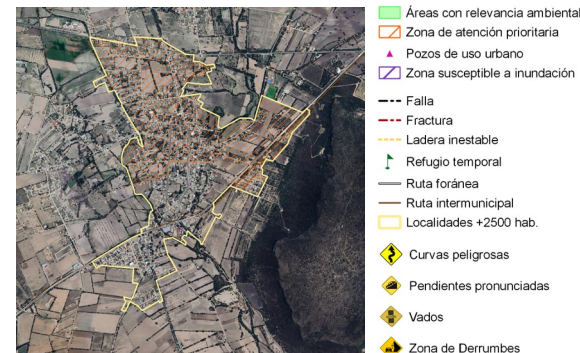 Áreas con relevancia ambiental
Zona de atención prioritaria
Pozos de uso urbano
Zona susceptible a inundación
Falla
Fractura
Ladera inestable
Refugio temporal
Ruta foránea
Ruta intermunicipal
Localidades +2500 hab.
Curvas peligrosas
Pendientes pronunciadas
Vados
Zona de Derrumbes